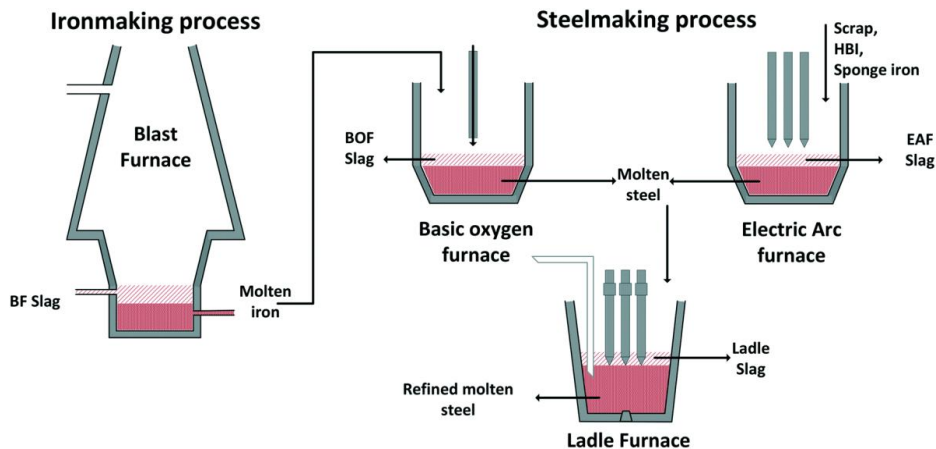 Ironmaking process
Steelmaking process
Blast
Furnace
BF Slag
Molten
iron
BOF
Slag
Basic oxygen
furnace
Molten
steel
Scrap,
HBI,
Sponge iron
EAF
Slag
Electric Arc
furnace
Ladle
Slag
Refined molten
steel
Ladle Furnace